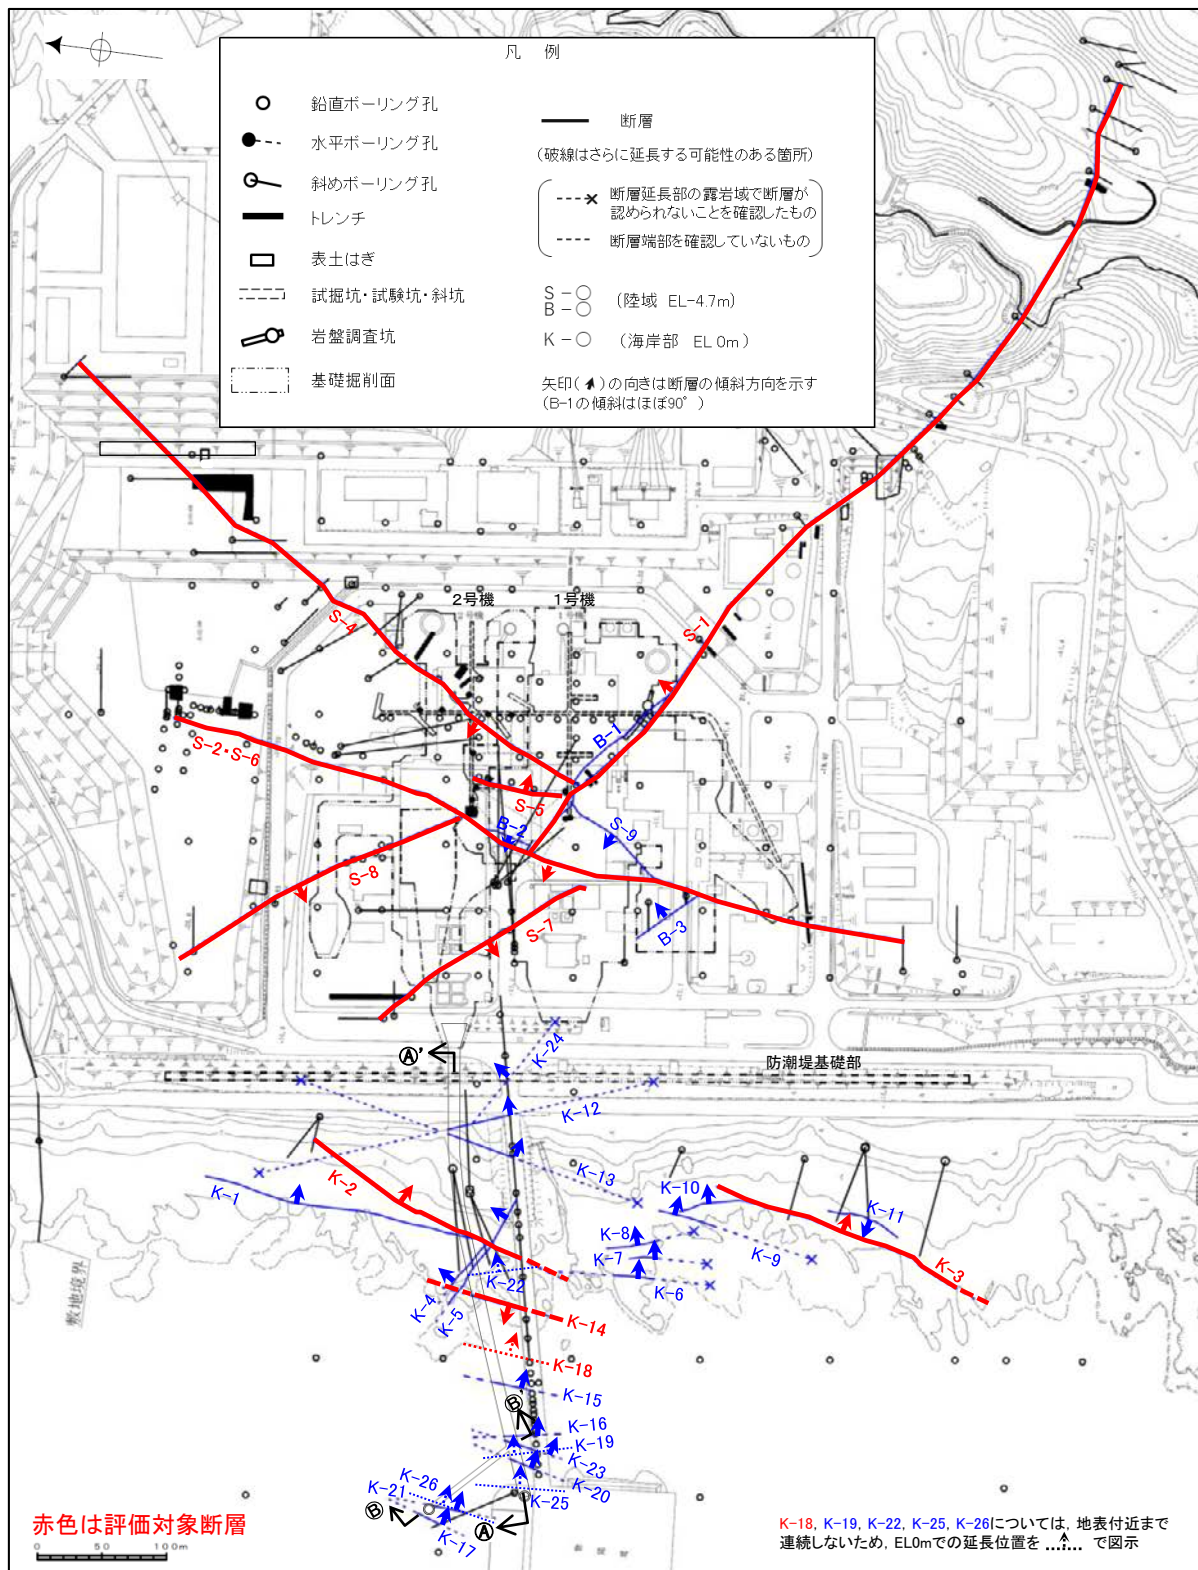 凡 例
鉛直ボーリング孔
水平ボーリング孔
斜めボーリング孔
トレンチ
表土はぎ
試掘坑・試験坑・斜坑
岩盤調査坑
基礎掘削面
断層
(破線はさらに延長する可能性のある箇所)
断層延長部の露岩域で断層が
認められないことを確認したもの
断層端部を確認していないもの
S-○
B-○
(陸域 EL-4.7m)
K-○ (海岸部 EL 0m)
矢印( )の向きは断層の傾斜方向を示す
(B-1の傾斜はほぼ90°)
2号機
1号機
S-4
S-1
B-1
S-2・S-6
S-5
B-2
S-9
S-8
S-7
B-3
K-24
Ⓐ'
防潮堤基礎部
K-12
K-13
K-1
K-2
K-10
K-11
K-8
K-7
K-9
K-6
K-3
K-22
K-4
K-5
K-14
K-18
K-15
Ⓑ'
K-16
K-19
K-23
K-20
K-25
K-26
K-21
K-17
Ⓑ
Ⓐ
敷地境界
赤色は評価対象断層
0 50 100m
K-18, K-19, K-22, K-25, K-26については, 地表付近まで
連続しないため, EL0mでの延長位置を で図示